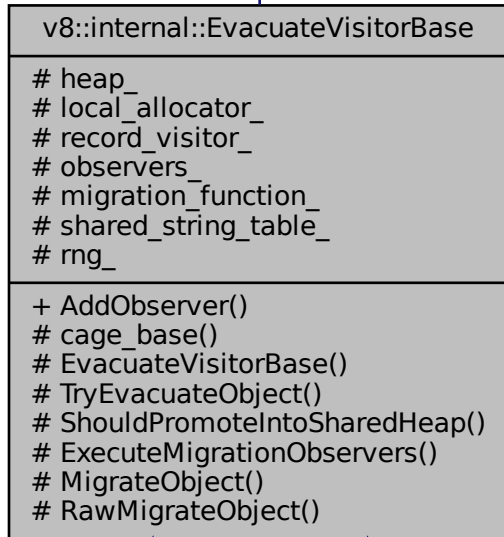 v8::internal::EvacuateVisitorBase
# heap_
# local_allocator_
# record_visitor_
# observers_
# migration_function_
# shared_string_table_
# rng_
+ AddObserver()
# cage_base()
# EvacuateVisitorBase()
# TryEvacuateObject()
# ShouldPromoteIntoSharedHeap()
# ExecuteMigrationObservers()
# MigrateObject()
# RawMigrateObject()